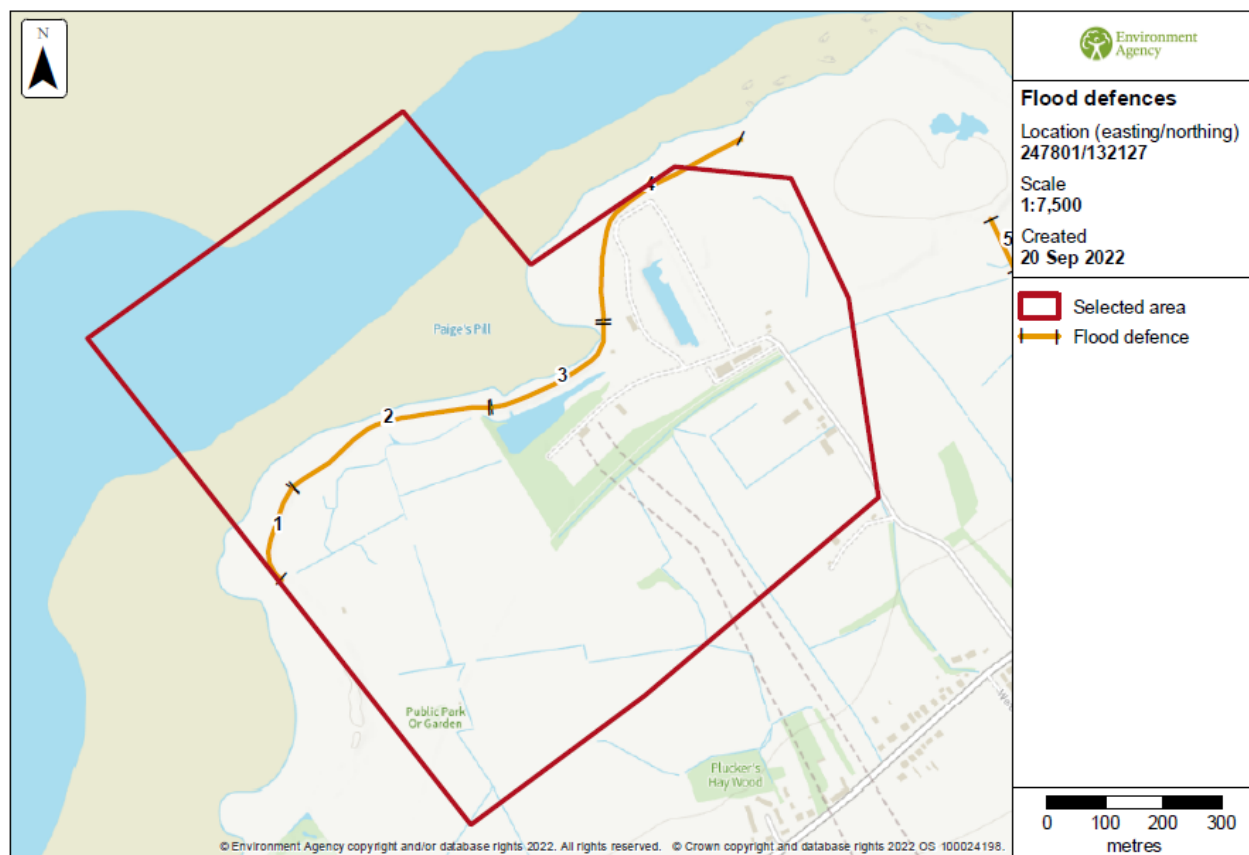 N
Paige's Pill
4
5
3
2
1
Public Park
Or Garden
Plucker's
Hay Wood
© Environment Agency copyright and/or database rights 2022. All rights reserved. © Crown copyright and database rights 2022 OS 100024198.
Environment
Agency
Flood defences
Location (easting/northing)
247801/132127
Scale
1:7,500
Created
20 Sep 2022
Selected area
Flood defence
0 100 200 300
metres